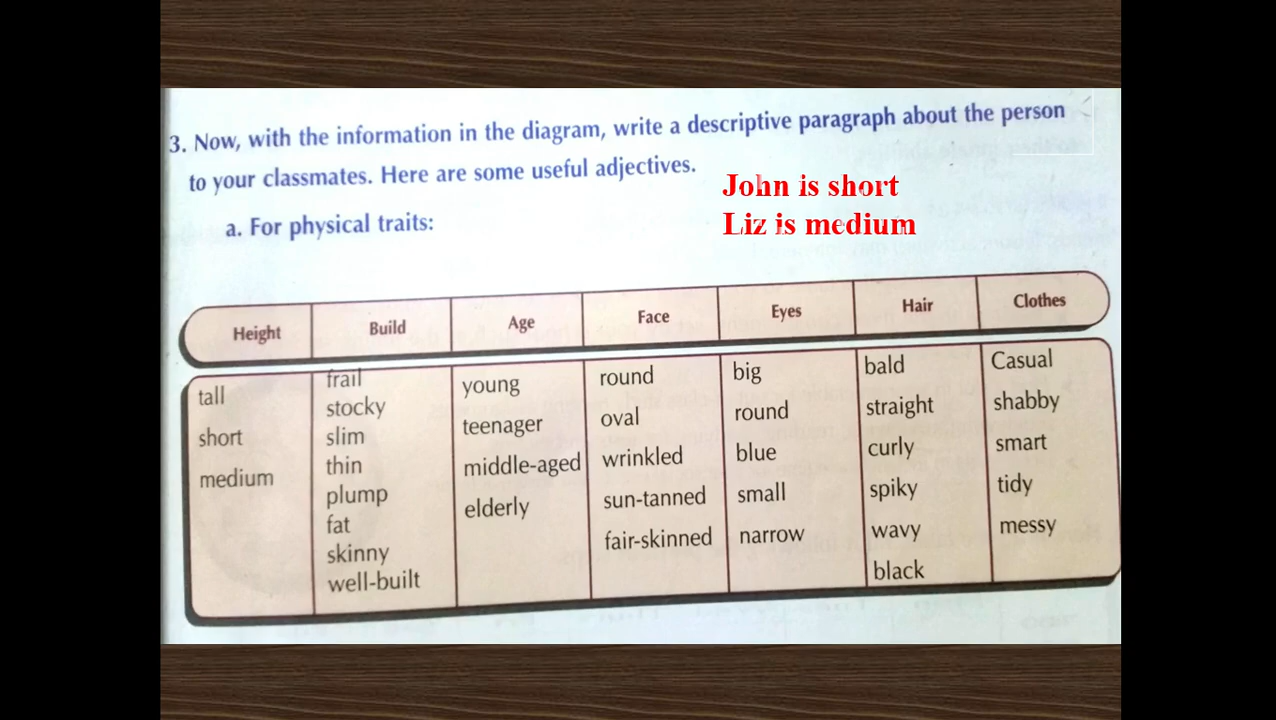 3. Now, with the information in the diagram, write a descriptive paragraph about the person
to your classmates. Here are some useful adjectives.
John is short
Liz is medium
a. For physical traits:
Height
Build
Age
Face
Eyes
Hair
Clothes
tall
short
medium
frail
stocky
slim
thin
plump
fat
skinny
well-built
young
teenager
middle-aged
elderly
round
oval
wrinkled
sun-tanned
fair-skinned
big
round
blue
small
narrow
bald
straight
curly
spiky
wavy
black
Casual
shabby
smart
tidy
messy